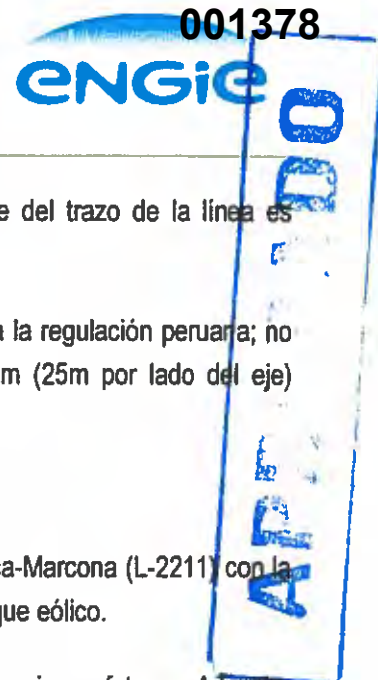 001378
ENGIE
e del trazo de la línea es
a la regulación peruana; no
m (25m por lado del eje)
ca-Marcona (L-2211) con la
que eólico.